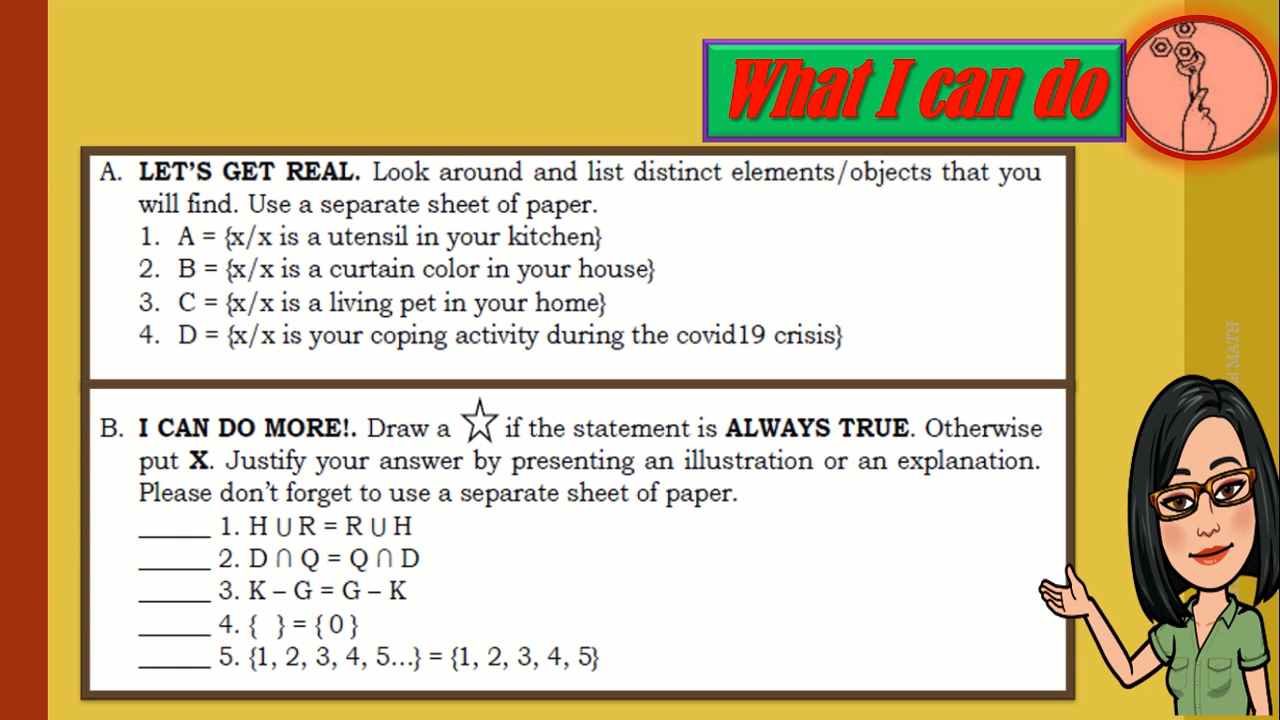 What I can do
A. LET'S GET REAL. Look around and list distinct elements/objects that you
will find. Use a separate sheet of paper.
1. A = {x/x is a utensil in your kitchen}
2. B = {x/x is a curtain color in your house}
3. C = {x/x is a living pet in your home}
4. D = {x/x is your coping activity during the covid19 crisis}
B. I CAN DO MORE!. Draw a ☆ if the statement is ALWAYS TRUE. Otherwise
put X. Justify your answer by presenting an illustration or an explanation.
Please don't forget to use a separate sheet of paper.
______ 1. H ∪ R = R ∪ H
______ 2. D ∩ Q = Q ∩ D
______ 3. K – G = G – K
______ 4. {  } = { 0 }
______ 5. {1, 2, 3, 4, 5...} = {1, 2, 3, 4, 5}
MATH